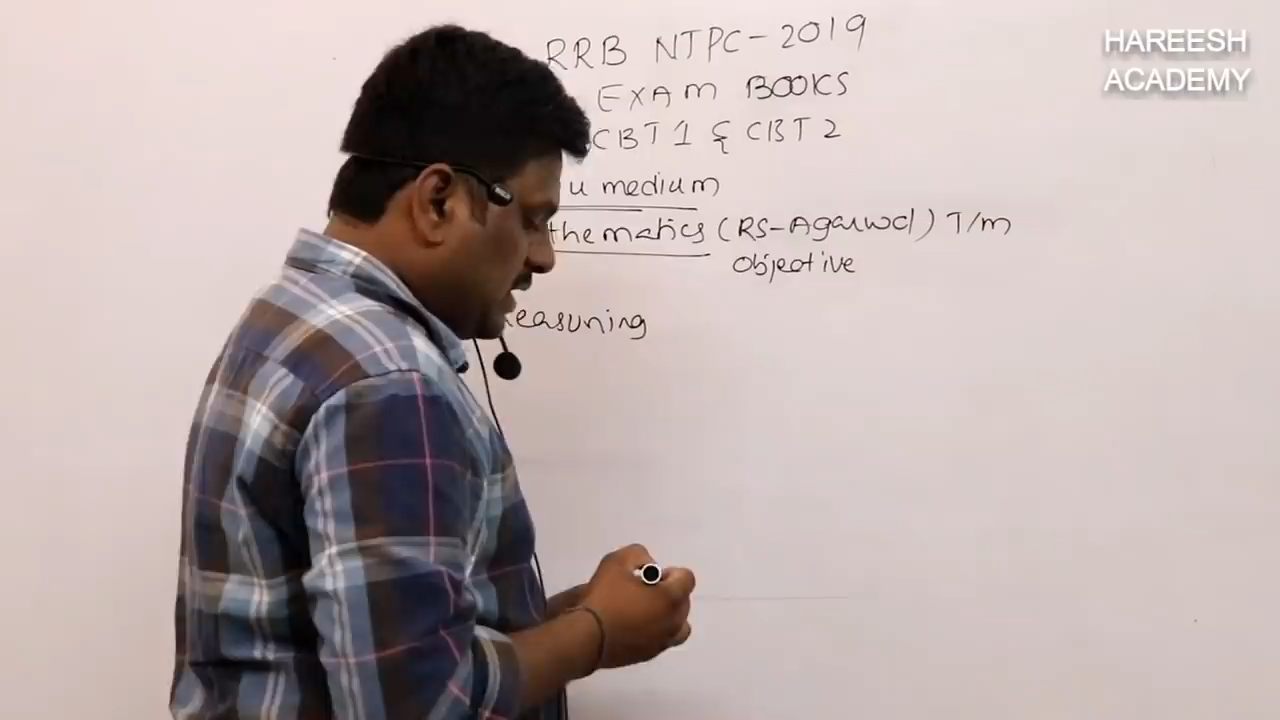 RRB NTPC-2019
EXAM BOOKS
CBT 1 & CBT 2
u medium
thematics (RS-Agarwal) T/m
Objective
easuning
HAREESH
ACADEMY